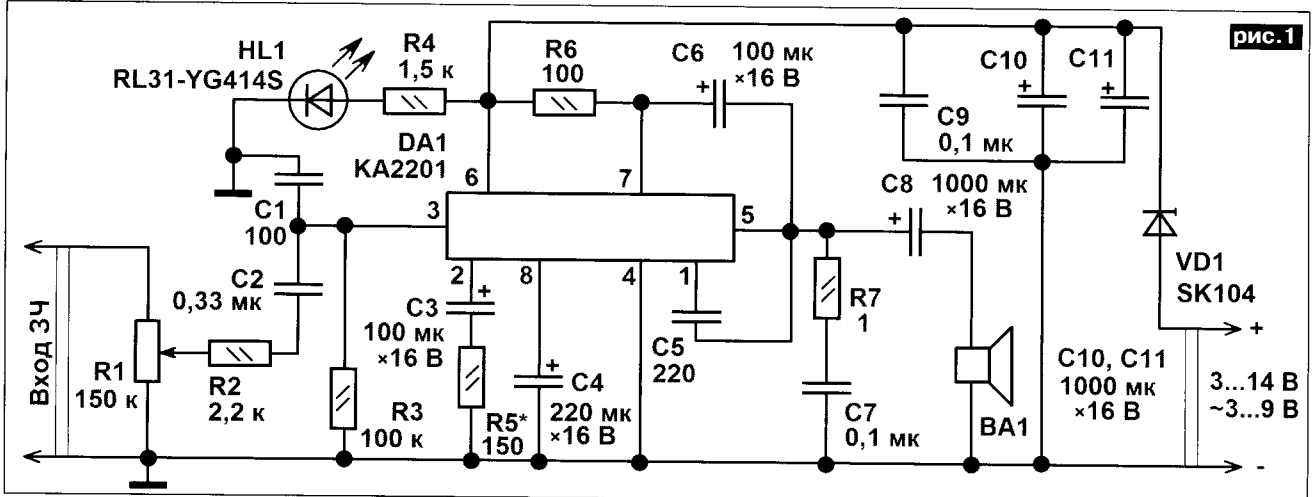 рис.1
HL1
RL31-YG414S
R4
1,5 к
R6
100
C6
100 мк
×16 В
+
C10
+
C11
+
C9
0,1 мк
DA1
KA2201
6
7
3
5
2
8
4
1
C1
100
C2
0,33 мк
C8
1000 мк
×16 В
+
VD1
SK104
Вход ЗЧ
R1
150 к
R2
2,2 к
R3
100 к
C3
100 мк
×16 В
+
R5*
150
C4
220 мк
×16 В
+
C5
220
R7
1
C7
0,1 мк
BA1
C10, C11
1000 мк
×16 В
+
3...14 В
~3...9 В
-